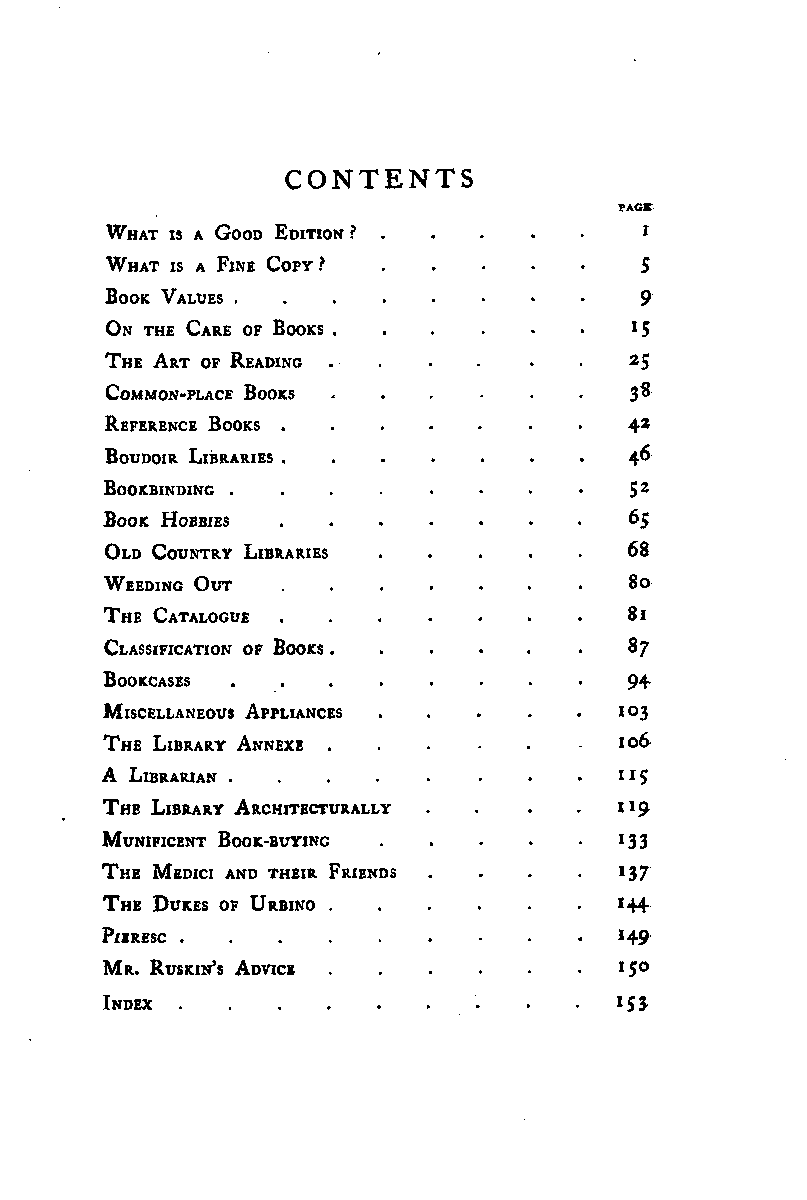 CONTENTS
PAGE
What is a Good Edition? . . . . . 1
What is a Fine Copy? . . . . . 5
Book Values . . . . . . . . 9
On the Care of Books . . . . . . 15
The Art of Reading . . . . . . 25
Common-place Books . . . . . . 38
Reference Books . . . . . . . 42
Boudoir Libraries . . . . . . . 46
Bookbinding . . . . . . . . 52
Book Hobbies . . . . . . . 65
Old Country Libraries . . . . . 68
Weeding Out . . . . . . . 80
The Catalogue . . . . . . . 81
Classification of Books . . . . . . 87
Bookcases . . . . . . . . 94
Miscellaneous Appliances . . . . . 103
The Library Annexe . . . . . . 106
A Librarian . . . . . . . . 115
The Library Architecturally . . . . 119
Munificent Book-buying . . . . . 133
The Medici and their Friends . . . . 137
The Dukes of Urbino . . . . . . 144
Peiresc . . . . . . . . . 149
Mr. Ruskin's Advice . . . . . . 150
Index . . . . . . . . . 153